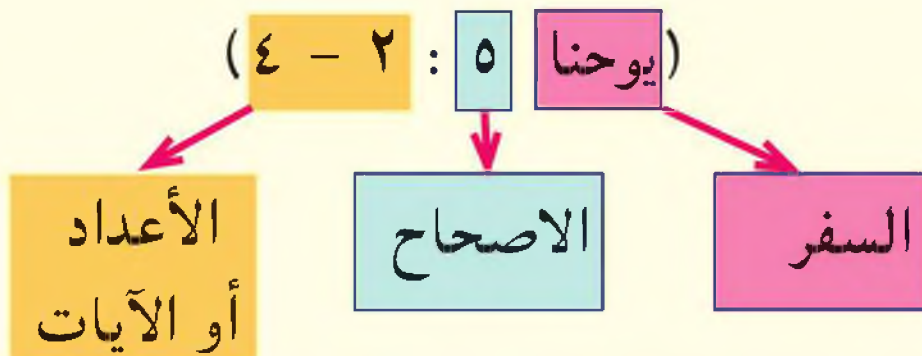 (يوحنا ٥ : ٢ – ٤)
السفر
الاصحاح
الأعداد
أو الآيات